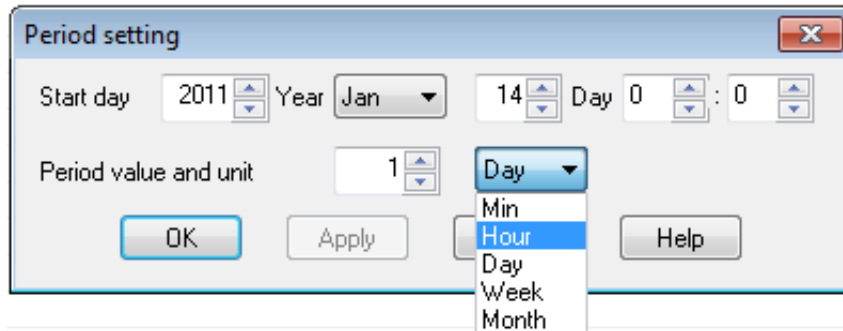 Period setting
Start day 2011 Year Jan 14 Day 0 : 0
Period value and unit 1 Day
Min
OK Apply Hour Help
Day
Week
Month